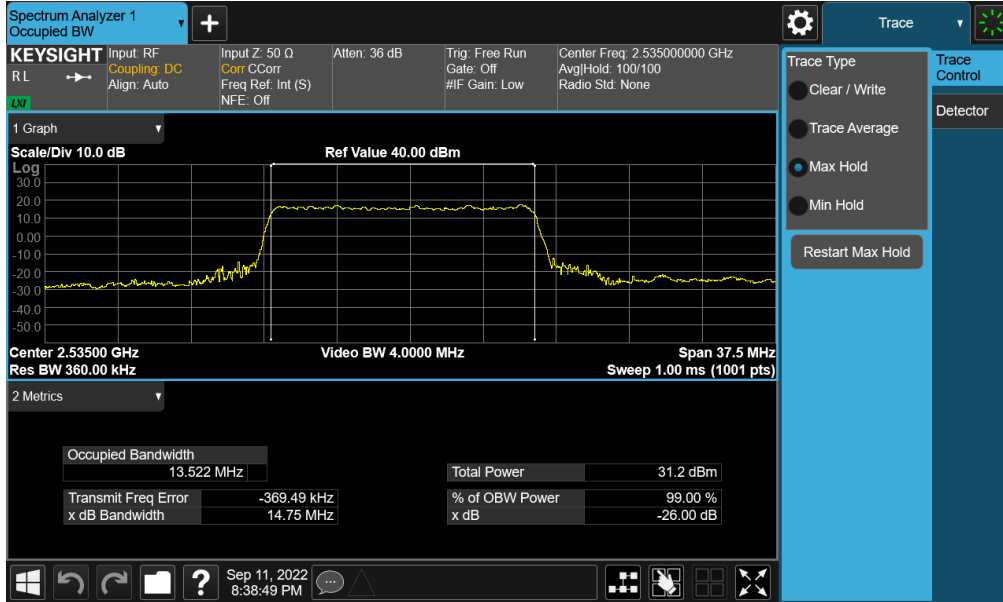 Spectrum Analyzer 1
Occupied BW
+
Trace
KEYSIGHT
R L
LXI
Input: RF
Coupling: DC
Align: Auto
Input Z: 50 Ω
Corr CCorr
Freq Ref: Int (S)
NFE: Off
Atten: 36 dB
Trig: Free Run
Gate: Off
#IF Gain: Low
Center Freq: 2.535000000 GHz
Avg|Hold: 100/100
Radio Std: None
Trace Type
Clear / Write
Trace Average
Max Hold
Min Hold
Restart Max Hold
Trace
Control
Detector
1 Graph
Scale/Div 10.0 dB
Ref Value 40.00 dBm
Log
30.0
20.0
10.0
0.00
-10.0
-20.0
-30.0
-40.0
-50.0
Center 2.53500 GHz
Video BW 4.0000 MHz
Span 37.5 MHz
Res BW 360.00 kHz
Sweep 1.00 ms (1001 pts)
2 Metrics
Occupied Bandwidth
13.522 MHz
Total Power 31.2 dBm
Transmit Freq Error -369.49 kHz
% of OBW Power 99.00 %
x dB Bandwidth 14.75 MHz
x dB -26.00 dB
?
Sep 11, 2022
8:38:49 PM